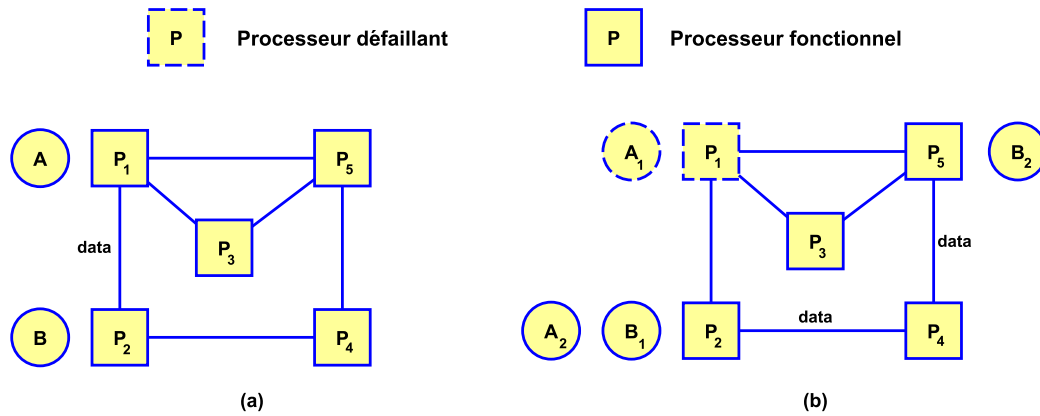 P Processeur défaillant P Processeur fonctionnel
A P1 P5 A1 P1 P5 B2
P3 P3
data data
B P2 P4 A2 B1 P2 data P4
(a) (b)